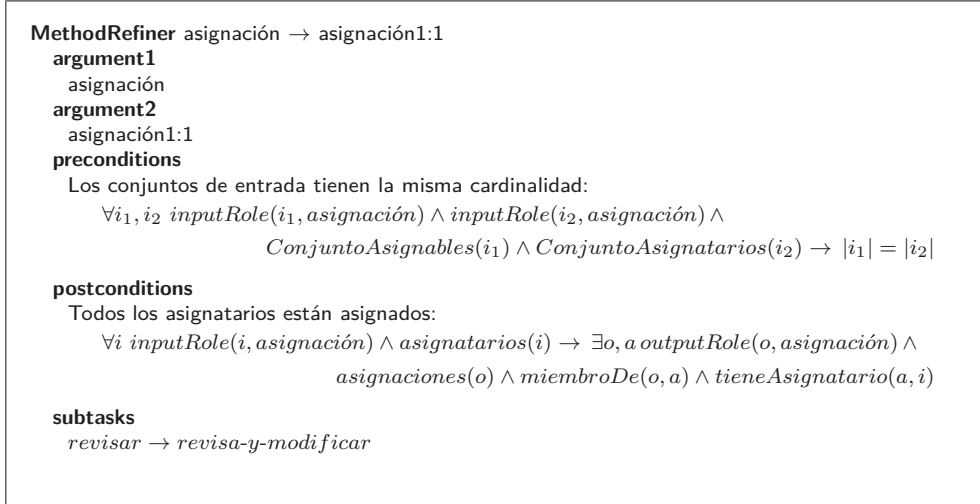 MethodRefiner asignación → asignación1:1
argument1
asignación
argument2
asignación1:1
preconditions
Los conjuntos de entrada tienen la misma cardinalidad:
∀i₁, i₂ inputRole(i₁, asignación) ∧ inputRole(i₂, asignación) ∧
ConjuntoAsignables(i₁) ∧ ConjuntoAsignatarios(i₂) → |i₁| = |i₂|
postconditions
Todos los asignatarios están asignados:
∀i inputRole(i, asignación) ∧ asignatarios(i) → ∃o, a outputRole(o, asignación) ∧
asignaciones(o) ∧ miembroDe(o, a) ∧ tieneAsignatario(a, i)
subtasks
revisar → revisa-y-modificar